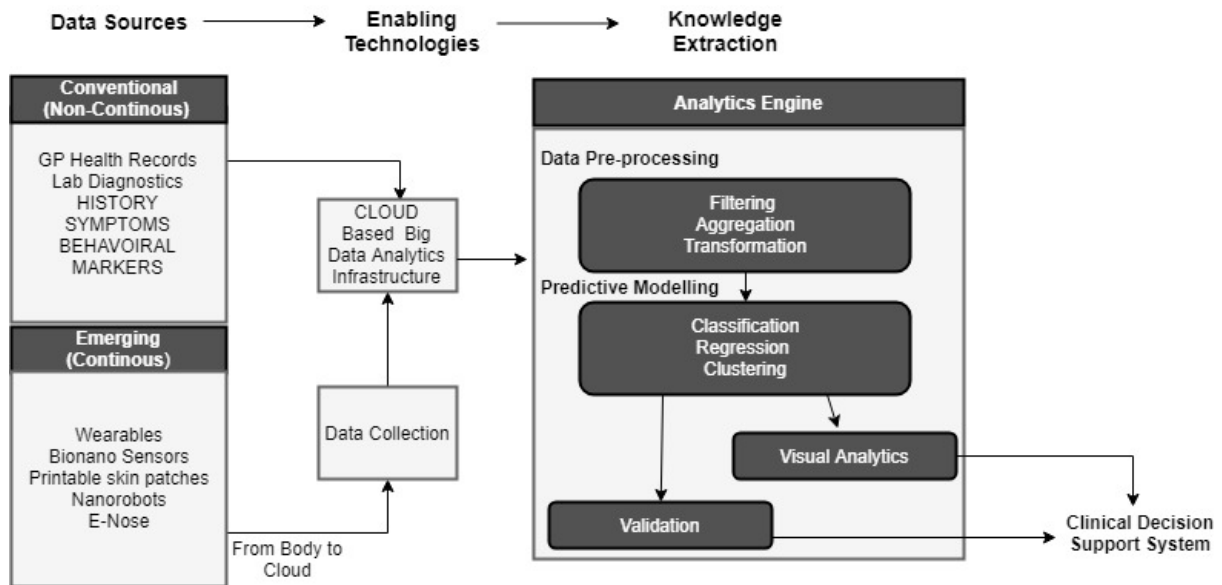 Data Sources
Enabling
Technologies
Knowledge
Extraction
Conventional
(Non-Continous)
GP Health Records
Lab Diagnostics
HISTORY
SYMPTOMS
BEHAVOIRAL
MARKERS
Emerging
(Continous)
Wearables
Bionano Sensors
Printable skin patches
Nanorobots
E-Nose
From Body to
Cloud
CLOUD
Based Big
Data Analytics
Infrastructure
Data Collection
Analytics Engine
Data Pre-processing
Filtering
Aggregation
Transformation
Predictive Modelling
Classification
Regression
Clustering
Visual Analytics
Validation
Clinical Decision
Support System